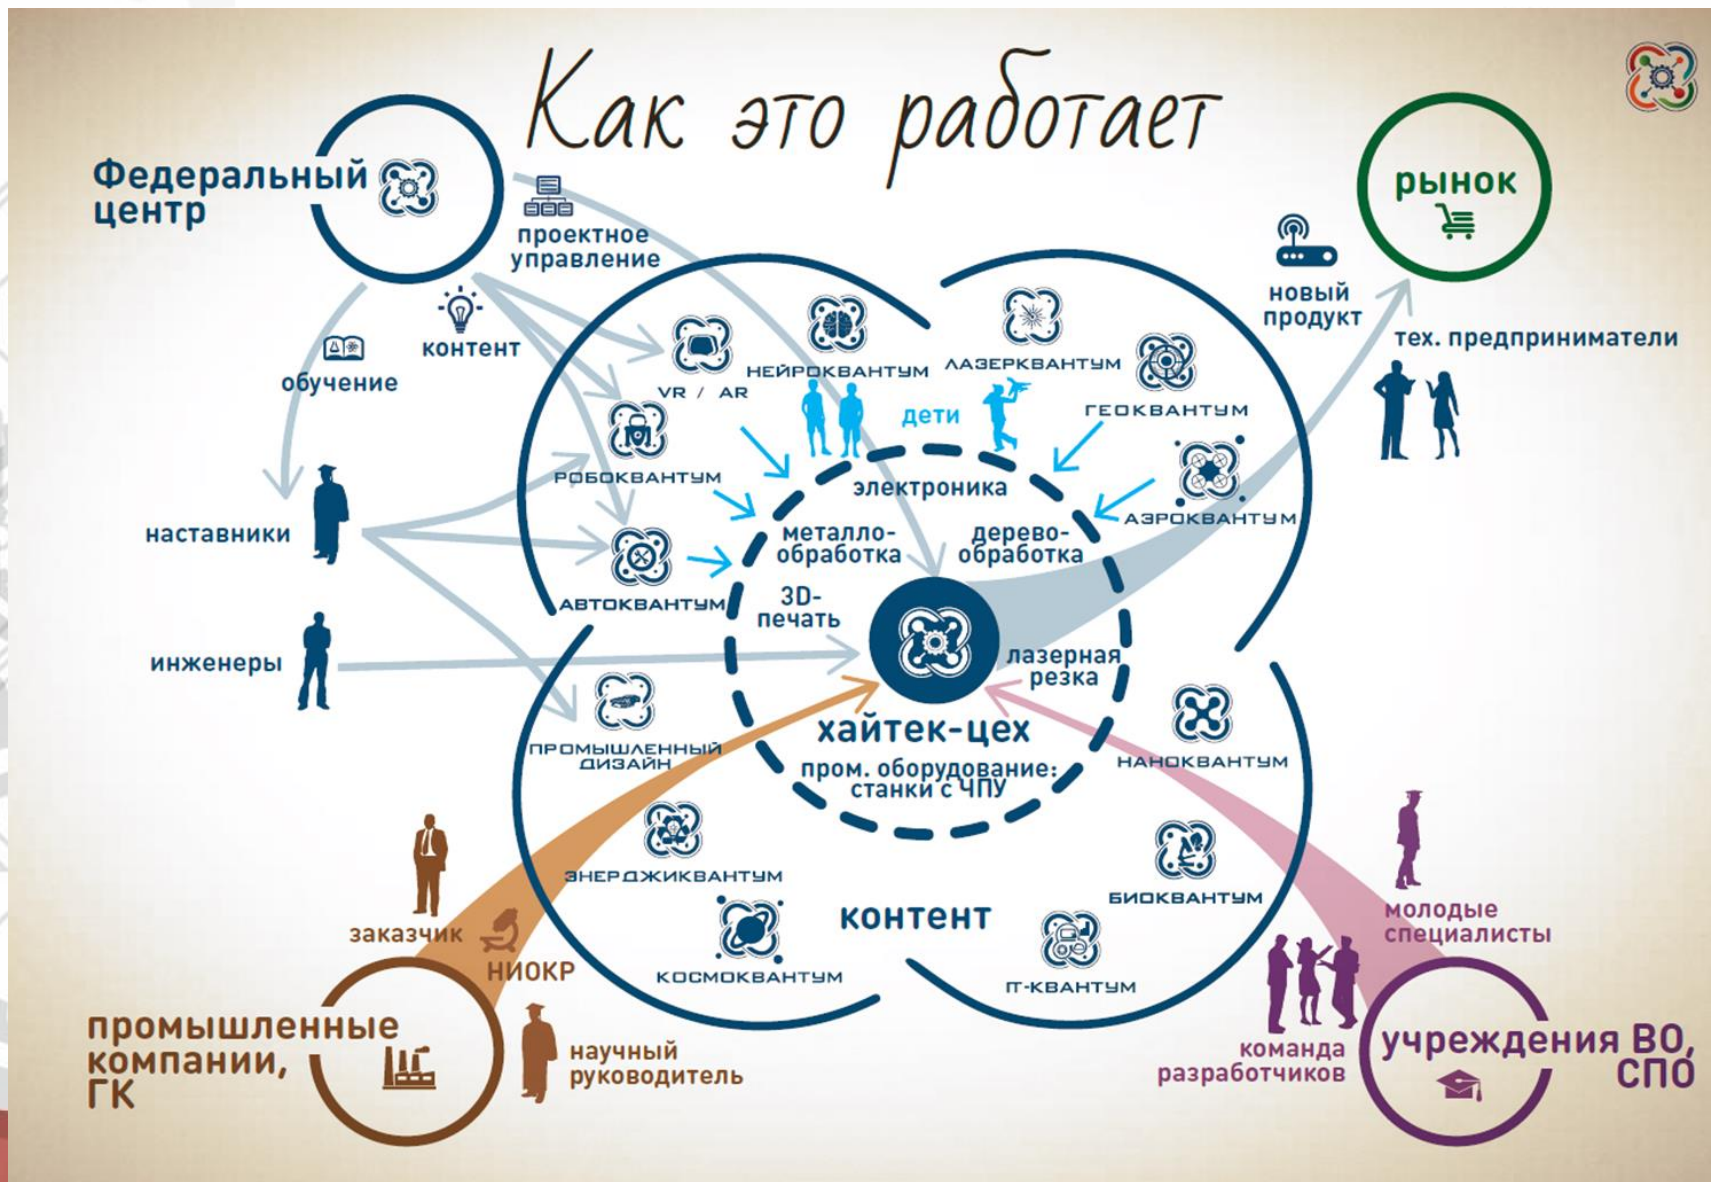 Как это работает
Федеральный
центр
рынок
проектное
управление
контент
обучение
новый
продукт
тех. предприниматели
VR / AR
НЕЙРОКВАНТУМ
ЛАЗЕРКВАНТУМ
ГЕОКВАНТУМ
дети
РОБОКВАНТУМ
АЭРОКВАНТУМ
АВТОКВАНТУМ
наставники
инженеры
электроника
металло-
обработка
дерево-
обработка
3D-
печать
лазерная
резка
хайтек-цех
пром. оборудование:
станки с ЧПУ
ПРОМЫШЛЕННЫЙ
ДИЗАЙН
НАНОКВАНТУМ
ЭНЕРДЖИКВАНТУМ
БИОКВАНТУМ
КОСМОКВАНТУМ
IT-КВАНТУМ
контент
заказчик
НИОКР
промышленные
компании,
ГК
научный
руководитель
молодые
специалисты
команда
разработчиков
учреждения ВО,
СПО